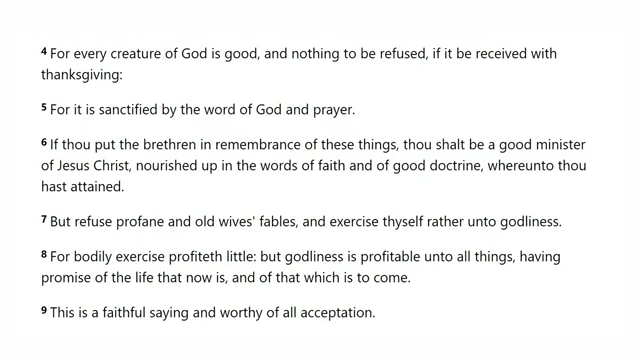 4 For every creature of God is good, and nothing to be refused, if it be received with
thanksgiving:
5 For it is sanctified by the word of God and prayer.
6 If thou put the brethren in remembrance of these things, thou shalt be a good minister
of Jesus Christ, nourished up in the words of faith and of good doctrine, whereunto thou
hast attained.
7 But refuse profane and old wives' fables, and exercise thyself rather unto godliness.
8 For bodily exercise profiteth little: but godliness is profitable unto all things, having
promise of the life that now is, and of that which is to come.
9 This is a faithful saying and worthy of all acceptation.